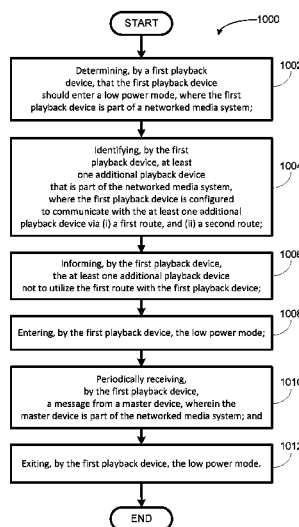 START
1000
Determining, by a first playback
device, that the first playback device
should enter a low power mode, where the first
playback device is part of a networked media system;
1002
Identifying, by the first
playback device, at least
one additional playback device
that is part of the networked media system,
where the first playback device is configured
to communicate with the at least one additional
playback device via (i) a first route, and (ii) a second route;
1004
Informing, by the first playback device,
the at least one additional playback device
not to utilize the first route with the first playback device;
1006
Entering, by the first playback device, the low power mode;
1008
Periodically receiving,
by the first playback device,
a message from a master device, wherein the
master device is part of the networked media system; and
1010
Exiting, by the first playback device, the low power mode.
1012
END